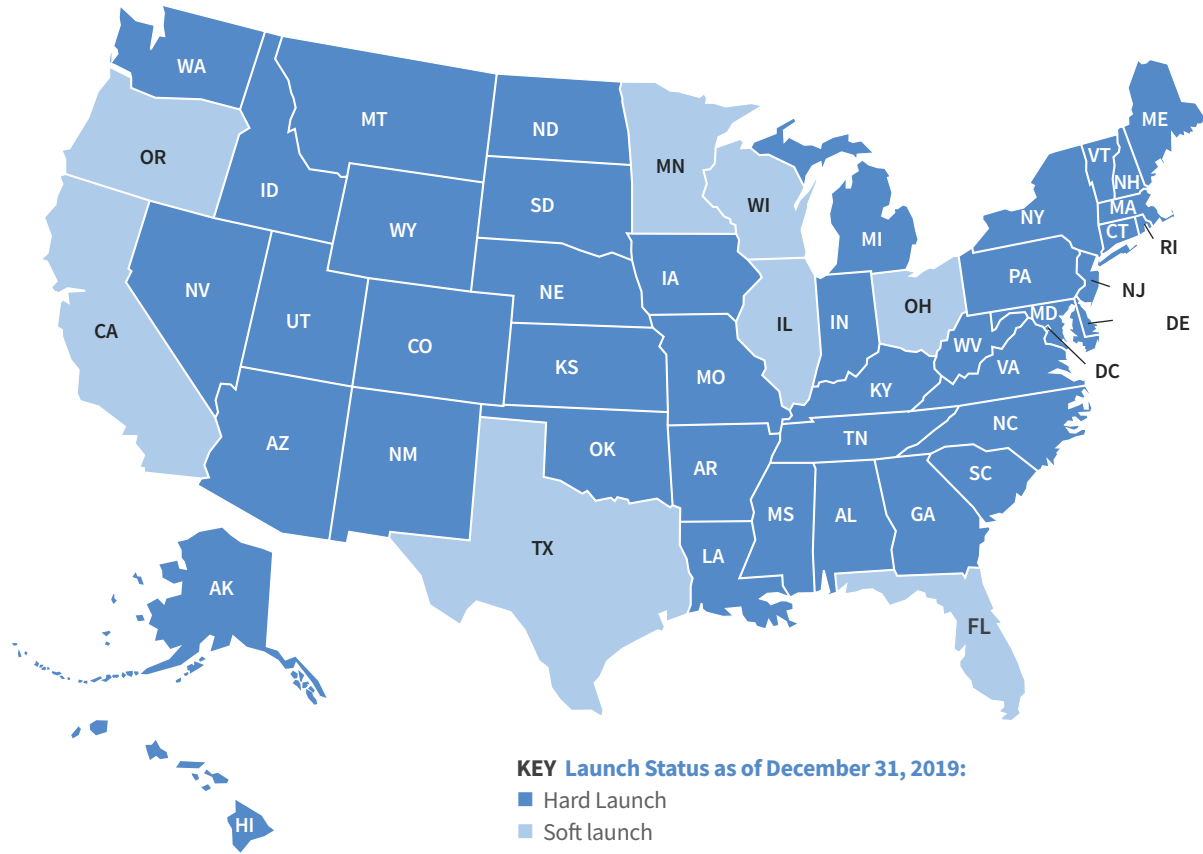 WA
MT
ND
ME
OR
MN
VT
ID
NH
SD
WI
MA
WY
NY
MI
CT
RI
IA
PA
NV
NE
NJ
OH
UT
CA
IL
IN
MD
DE
CO
WV
KS
VA
DC
MO
KY
NC
TN
AZ
OK
NM
AR
SC
MS
AL
GA
TX
LA
AK
FL
KEY Launch Status as of December 31, 2019:
Hard Launch
HI
Soft launch